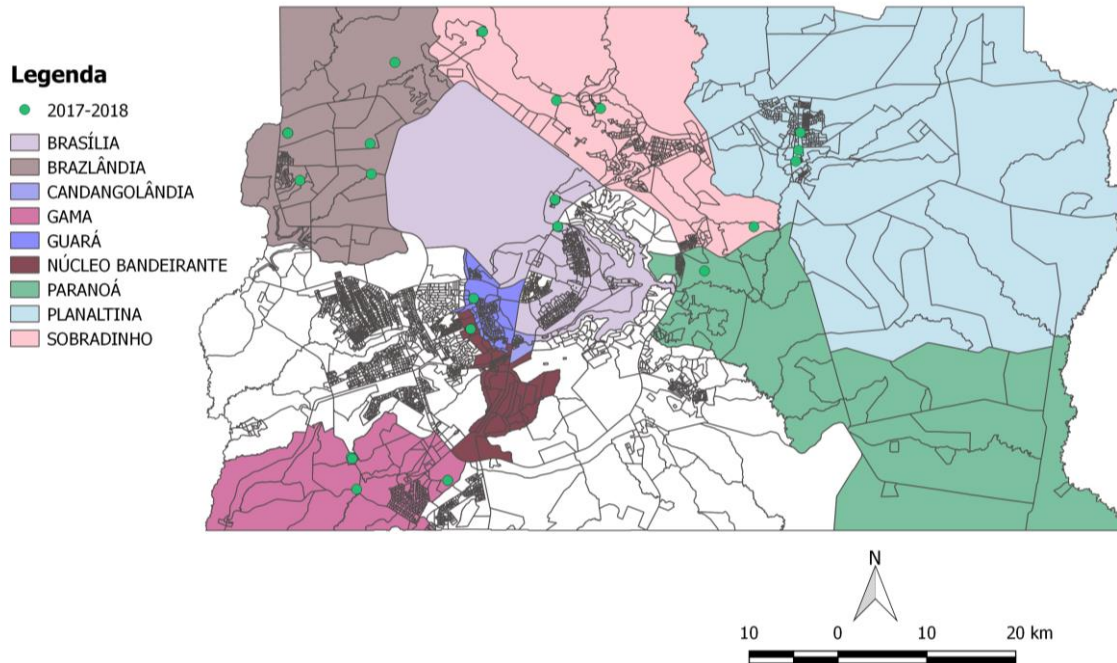 Legenda
2017-2018
BRASÍLIA
BRAZLÂNDIA
CANDANGOLÂNDIA
GAMA
GUARÁ
NÚCLEO BANDEIRANTE
PARANOÁ
PLANALTINA
SOBRADINHO
N
10 0 10 20 km